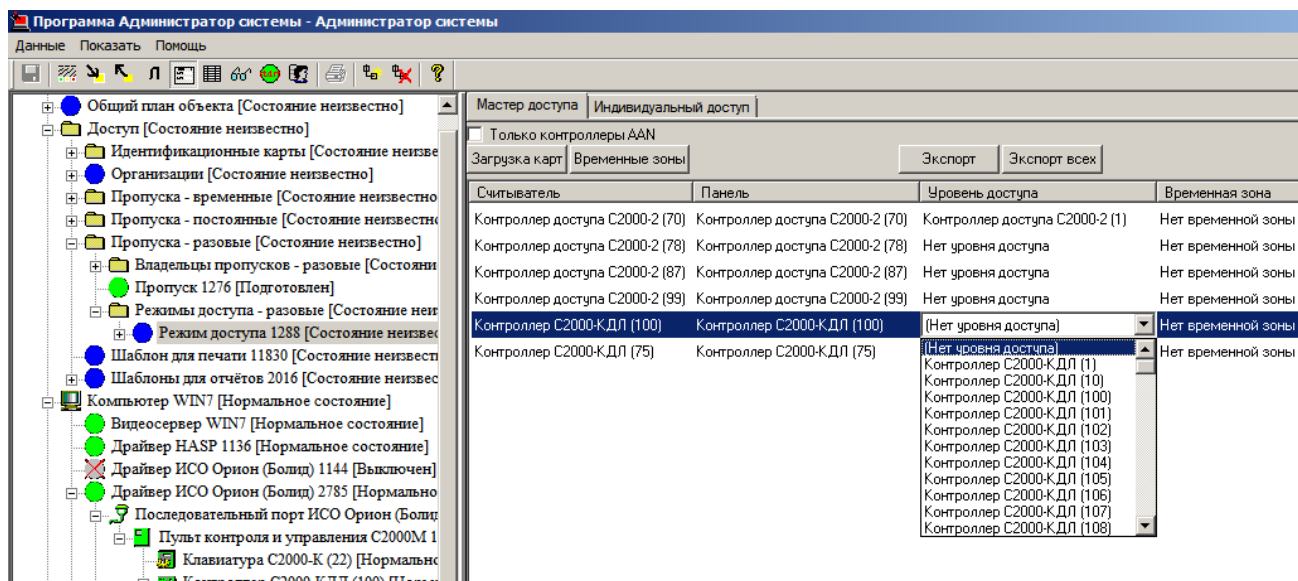 Программа Администратор системы - Администратор системы
Данные Показать Помощь
Общий план объекта [Состояние неизвестно]
Доступ [Состояние неизвестно]
Идентификационные карты [Состояние неизве
Организации [Состояние неизвестно]
Пропуска - временные [Состояние неизвестно
Пропуска - постоянные [Состояние неизвестно
Пропуска - разовые [Состояние неизвестно]
Владельцы пропусков - разовые [Состояни
Пропуск 1276 [Подготовлен]
Режимы доступа - разовые [Состояние неи
Режим доступа 1288 [Состояние неизвес
Шаблон для печати 11830 [Состояние неизвест
Шаблоны для отчётов 2016 [Состояние неизвес
Компьютер WIN7 [Нормальное состояние]
Видеосервер WIN7 [Нормальное состояние]
Драйвер HASP 1136 [Нормальное состояние]
Драйвер ИСО Орион (Болид) 1144 [Выключен]
Драйвер ИСО Орион (Болид) 2785 [Нормально
Последовательный порт ИСО Орион (Болид
Пульт контроля и управления С2000М 1
Клавиатура С2000-К (22) [Нормально
Мастер доступа Индивидуальный доступ
Только контроллеры AAN
Загрузка карт Временные зоны Экспорт Экспорт всех
Считыватель Панель Уровень доступа Временная зона
Контроллер доступа С2000-2 (70) Контроллер доступа С2000-2 (70) Контроллер доступа С2000-2 (1) Нет временной зоны
Контроллер доступа С2000-2 (78) Контроллер доступа С2000-2 (78) Нет уровня доступа Нет временной зоны
Контроллер доступа С2000-2 (87) Контроллер доступа С2000-2 (87) Нет уровня доступа Нет временной зоны
Контроллер доступа С2000-2 (99) Контроллер доступа С2000-2 (99) Нет уровня доступа Нет временной зоны
Контроллер С2000-КДЛ (100) Контроллер С2000-КДЛ (100) (Нет уровня доступа) Нет временной зоны
Контроллер С2000-КДЛ (75) Контроллер С2000-КДЛ (75) Нет временной зоны
(Нет уровня доступа)
Контроллер С2000-КДЛ (1)
Контроллер С2000-КДЛ (10)
Контроллер С2000-КДЛ (100)
Контроллер С2000-КДЛ (101)
Контроллер С2000-КДЛ (102)
Контроллер С2000-КДЛ (103)
Контроллер С2000-КДЛ (104)
Контроллер С2000-КДЛ (105)
Контроллер С2000-КДЛ (106)
Контроллер С2000-КДЛ (107)
Контроллер С2000-КДЛ (108)